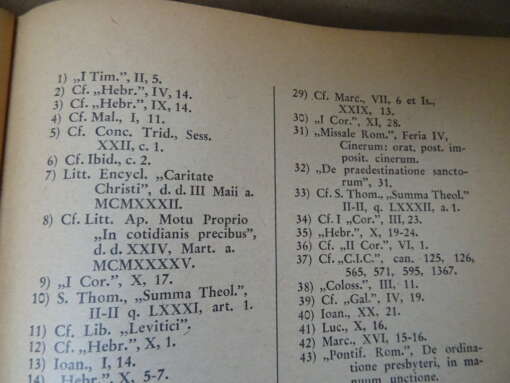 1) „I Tim.”, II, 5.
2) Cf. „Hebr.”, IV, 14.
3) Cf. „Hebr.”, IX, 14.
4) Cf. Mal., I, 11.
5) Cf. Conc. Trid., Sess.
XXII, c. 1.
6) Cf. Ibid., c. 2.
7) Litt. Encycl. „Caritate
Christi”, d. d. III Maii a.
MCMXXXII.
8) Cf. Litt. Ap. Motu Proprio
„In cotidianis precibus”,
d. d. XXIV, Mart. a.
MCMXXXXV.
9) „I Cor.”, X, 17.
10) S. Thom., „Summa Theol.”,
II-II q. LXXXI, art. 1.
11) Cf. Lib. „Levitici”.
12) Cf. „Hebr.”, X, 1.
13) Ioan., I, 14.
14) „Hebr.”, X, 5-7.
29) Cf. Marc., VII, 6 et Is.,
XXIX, 13.
30) „I Cor.”, XI, 28.
31) „Missale Rom.”, Feria IV,
Cinerum: orat. post. im-
posit. cinerum.
32) „De praedestinatione sancto-
rum”, 31.
33) Cf. S. Thom., „Summa Theol.”
II-II, q. LXXXII, a. 1.
34) Cf. I „Cor.”, III, 23.
35) „Hebr.”, X, 19-24.
36) Cf. „II Cor.”, VI, 1.
37) Cf. „C.I.C.”, can. 125, 126,
565, 571, 595, 1367.
38) „Coloss.”, III, 11.
39) Cf. „Gal.”, IV, 19.
40) Ioan., XX, 21.
41) Luc., X, 16.
42) Marc., XVI, 15-16.
43) „Pontif. Rom.”, De ordina-
tione presbyteri, in ma-
nuum unctione.